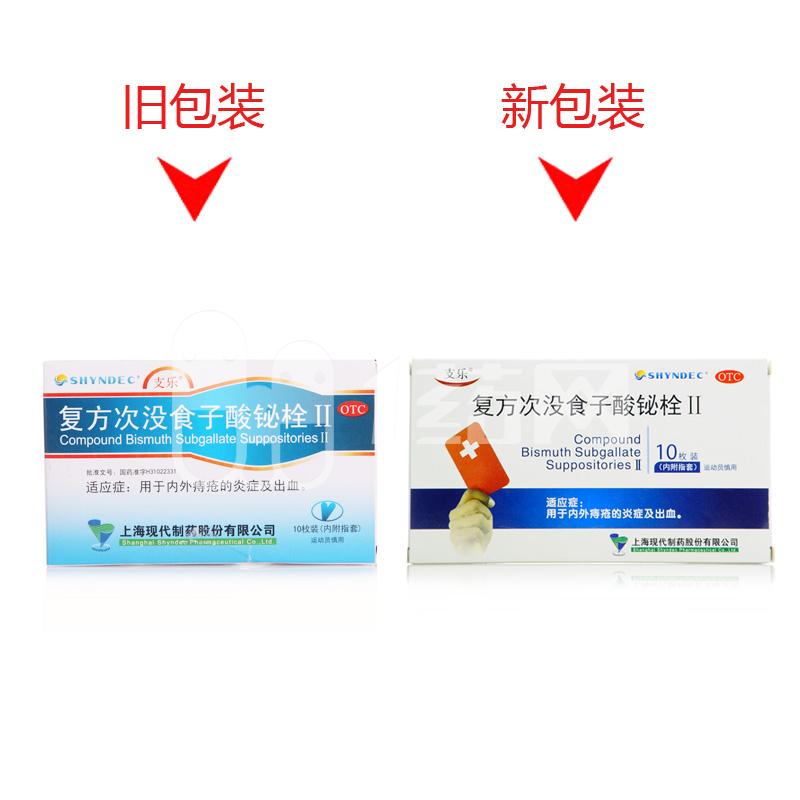 旧包装
新包装
SHYNDEC®
支乐®
复方次没食子酸铋栓II
OTC
Compound Bismuth Subgallate Suppositories II
批准文号：国药准字H31022331
适应症：用于内外痔疮的炎症及出血。
上海现代制药股份有限公司
Shanghai Shyndec Pharmaceutical Co.,Ltd.
10枚装(内附指套)
运动员慎用
支乐®
SHYNDEC®
OTC
复方次没食子酸铋栓II
Compound
Bismuth Subgallate
Suppositories II
10枚装
(内附指套)
运动员慎用
适应症：
用于内外痔疮的炎症及出血。
上海现代制药股份有限公司
Shanghai Shyndec Pharmaceutical Co.,Ltd.
药网